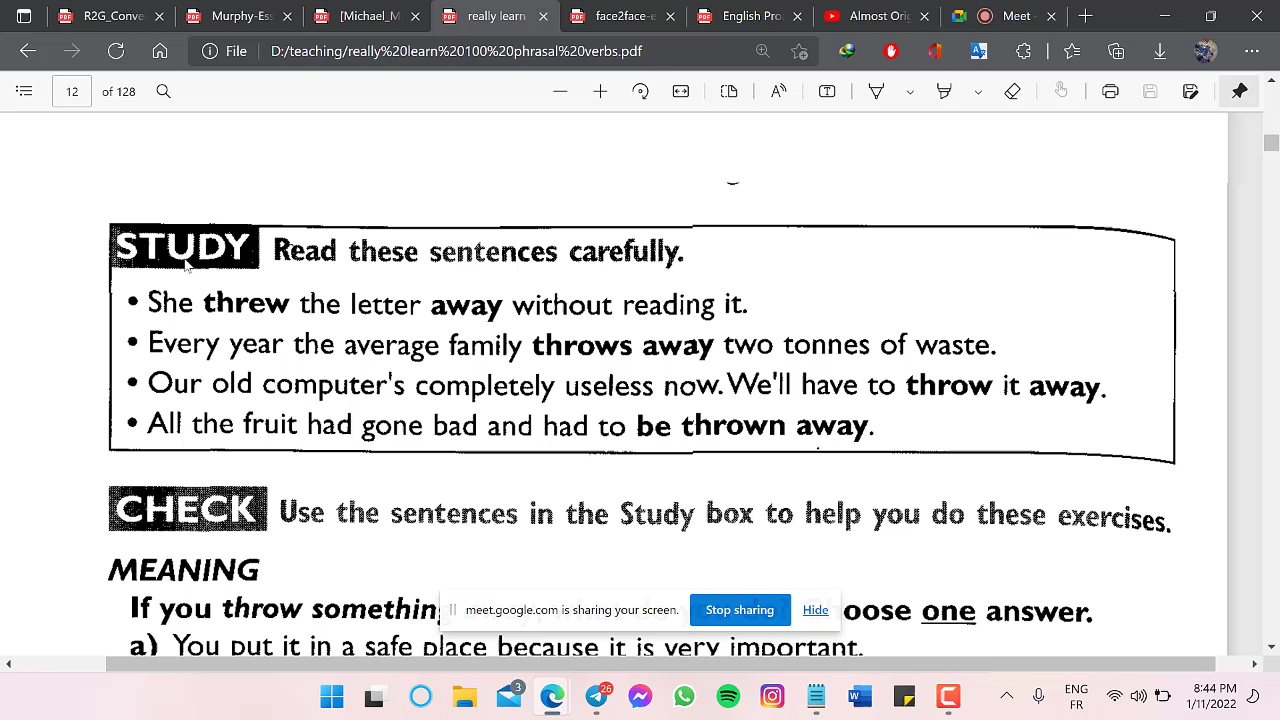 R2G_Conve
Murphy-ess
[Michael_M
really learn
face2face-e
English Pro
Almost Ori
Meet -
File
D:/teaching/really%20learn%20100%20phrasal%20verbs.pdf
12 of 128
STUDY Read these sentences carefully.
• She threw the letter away without reading it.
• Every year the average family throws away two tonnes of waste.
• Our old computer's completely useless now. We'll have to throw it away.
• All the fruit had gone bad and had to be thrown away.
CHECK Use the sentences in the Study box to help you do these exercises.
MEANING
If you throw something Choose one answer.
meet.google.com is sharing your screen. Stop sharing Hide
a) You put it in a safe place because it is very important.
3
26
ENG
FR
8:44 PM
1/11/2022